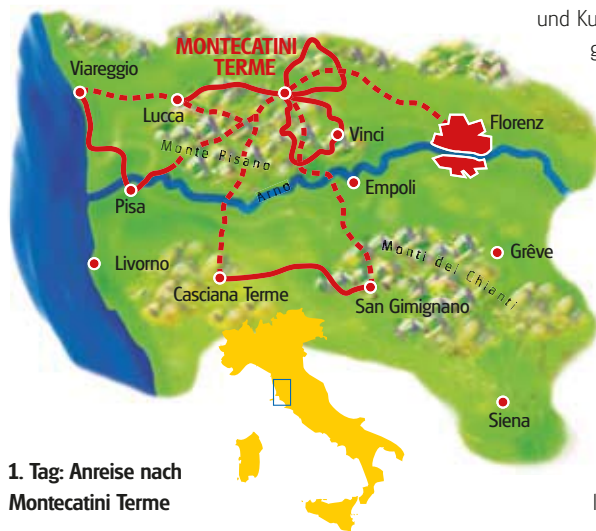 und Ku
g
MONTECATINI
TERME
Viareggio
Lucca
Florenz
Vinci
Monte Pisano
Arno
Empoli
Pisa
Livorno
Grêve
Monti del Chianti
Casciana Terme
San Gimignano
Siena
1. Tag: Anreise nach
Montecatini Terme